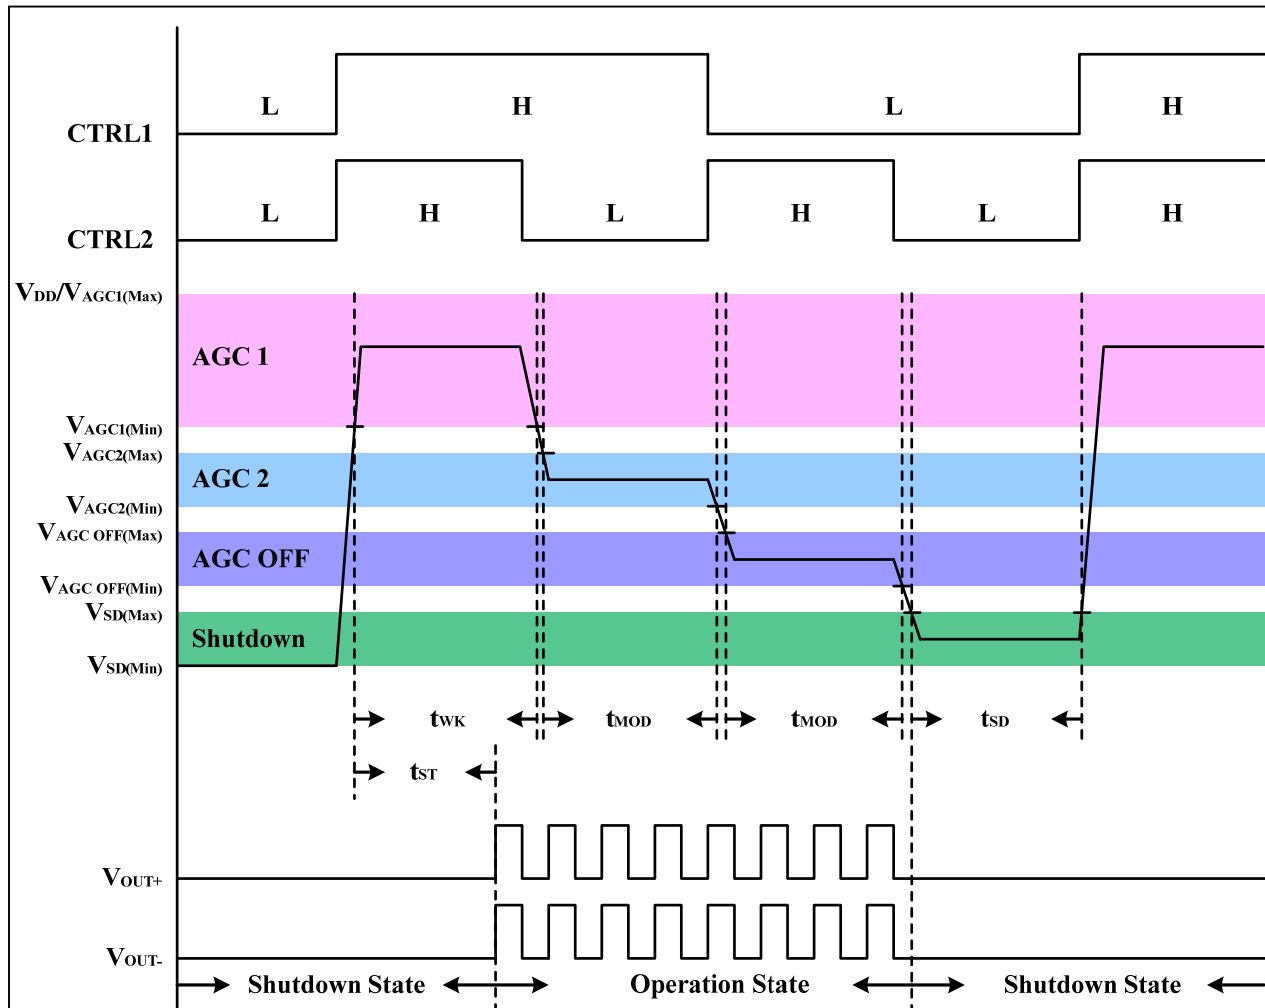 L H L H
CTRL1
L H L H L H
CTRL2
VDD/VAGC1(Max)
AGC 1
VAGC1(Min)
VAGC2(Max)
AGC 2
VAGC2(Min)
VAGC OFF(Max)
AGC OFF
VAGC OFF(Min)
VSD(Max)
Shutdown
VSD(Min)
tWK tMOD tMOD tSD
tST
VOUT+
VOUT-
Shutdown State Operation State Shutdown State